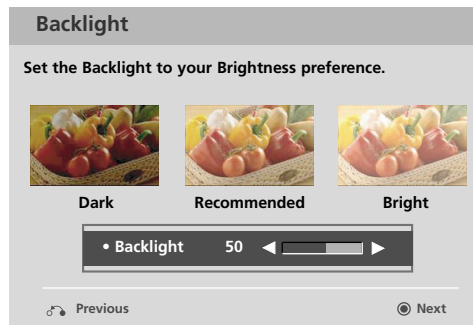 Backlight
Set the Backlight to your Brightness preference.
Dark Recommended Bright
• Backlight 50
Previous Next